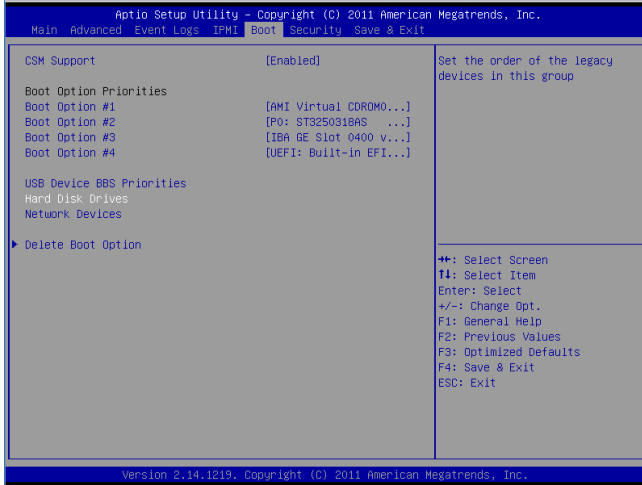 Aptio Setup Utility – Copyright (C) 2011 American Megatrends, Inc.
Main Advanced Event Logs IPMI Boot Security Save & Exit
CSM Support [Enabled]
Boot Option Priorities
Boot Option #1 [AMI Virtual CDROM0...]
Boot Option #2 [P0: ST3250318AS ...]
Boot Option #3 [IBA GE Slot 0400 v...]
Boot Option #4 [UEFI: Built-in EFI...]
USB Device BBS Priorities
Hard Disk Drives
Network Devices
Delete Boot Option
Set the order of the legacy
devices in this group
→←: Select Screen
↑↓: Select Item
Enter: Select
+/-: Change Opt.
F1: General Help
F2: Previous Values
F3: Optimized Defaults
F4: Save & Exit
ESC: Exit
Version 2.14.1219. Copyright (C) 2011 American Megatrends, Inc.